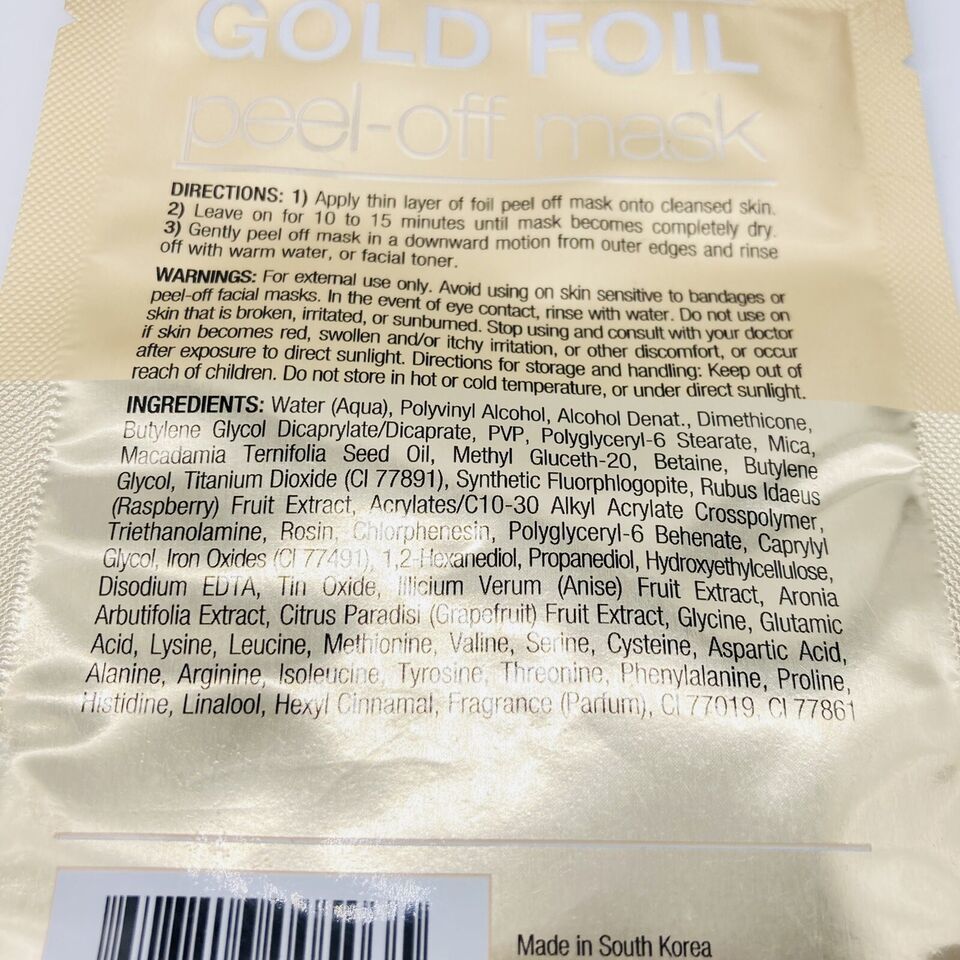 GOLD FOIL
peel-off mask
DIRECTIONS: 1) Apply thin layer of foil peel off mask onto cleansed skin.
2) Leave on for 10 to 15 minutes until mask becomes completely dry.
3) Gently peel off mask in a downward motion from outer edges and rinse
off with warm water, or facial toner.
WARNINGS: For external use only. Avoid using on skin sensitive to bandages or
peel-off facial masks. In the event of eye contact, rinse with water. Do not use on
skin that is broken, irritated, or sunburned. Stop using and consult with your doctor
if skin becomes red, swollen and/or itchy irritation, or other discomfort, or occur
after exposure to direct sunlight. Directions for storage and handling: Keep out of
reach of children. Do not store in hot or cold temperature, or under direct sunlight.
INGREDIENTS: Water (Aqua), Polyvinyl Alcohol, Alcohol Denat., Dimethicone,
Butylene Glycol Dicaprylate/Dicaprate, PVP, Polyglyceryl-6 Stearate, Mica,
Macadamia Ternifolia Seed Oil, Methyl Gluceth-20, Betaine, Butylene
Glycol, Titanium Dioxide (CI 77891), Synthetic Fluorphlogopite, Rubus Idaeus
(Raspberry) Fruit Extract, Acrylates/C10-30 Alkyl Acrylate Crosspolymer,
Triethanolamine, Rosin, Chlorphenesin, Polyglyceryl-6 Behenate, Caprylyl
Glycol, Iron Oxides (CI 77491), 1,2-Hexanediol, Propanediol, Hydroxyethylcellulose,
Disodium EDTA, Tin Oxide, Illicium Verum (Anise) Fruit Extract, Aronia
Arbutifolia Extract, Citrus Paradisi (Grapefruit) Fruit Extract, Glycine, Glutamic
Acid, Lysine, Leucine, Methionine, Valine, Serine, Cysteine, Aspartic Acid,
Alanine, Arginine, Isoleucine, Tyrosine, Threonine, Phenylalanine, Proline,
Histidine, Linalool, Hexyl Cinnamal, Fragrance (Parfum), CI 77019, CI 77861
Made in South Korea